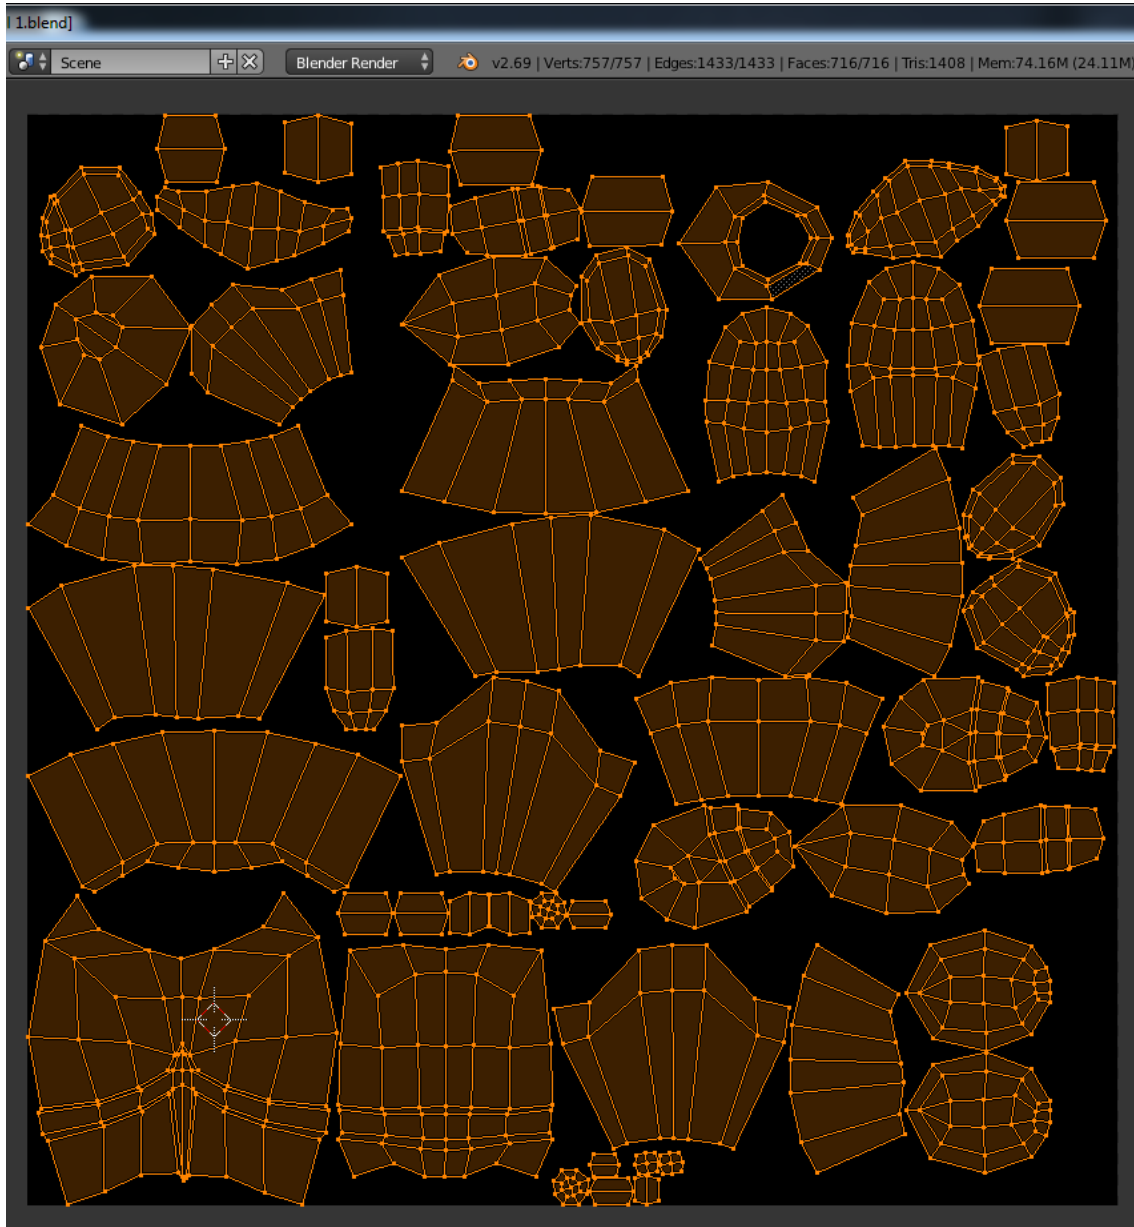 l 1.blend]
Scene Blender Render v2.69 | Verts:757/757 | Edges:1433/1433 | Faces:716/716 | Tris:1408 | Mem:74.16M (24.11M)